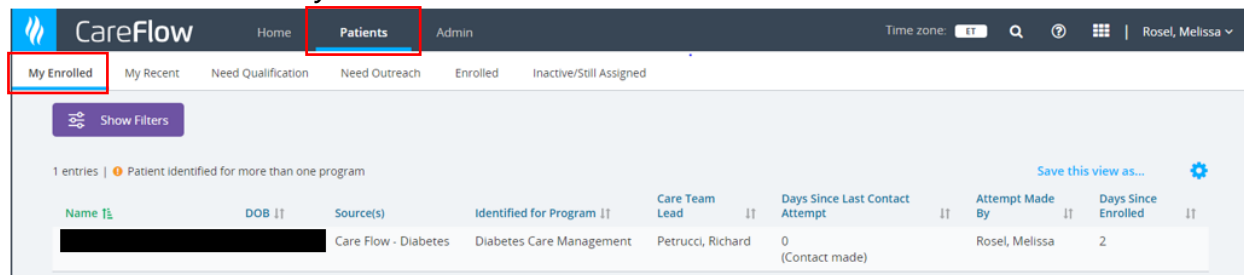 CareFlow Home Patients Admin Time zone: ET Rosel, Melissa
My Enrolled My Recent Need Qualification Need Outreach Enrolled Inactive/Still Assigned
Show Filters
1 entries | Patient identified for more than one program Save this view as...
Name DOB Source(s) Identified for Program Care Team Lead Days Since Last Contact Attempt Attempt Made By Days Since Enrolled
Care Flow - Diabetes Diabetes Care Management Petrucci, Richard 0 Rosel, Melissa 2
(Contact made)